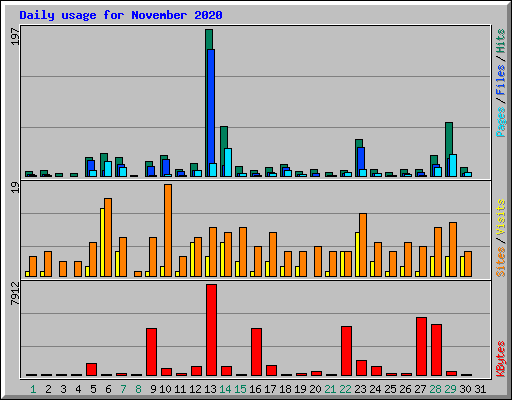 Daily usage for November 2020
197
Pages / Files / Hits
19
Sites / Visits
7912
KBytes
1 2 3 4 5 6 7 8 9 10 11 12 13 14 15 16 17 18 19 20 21 22 23 24 25 26 27 28 29 30 31